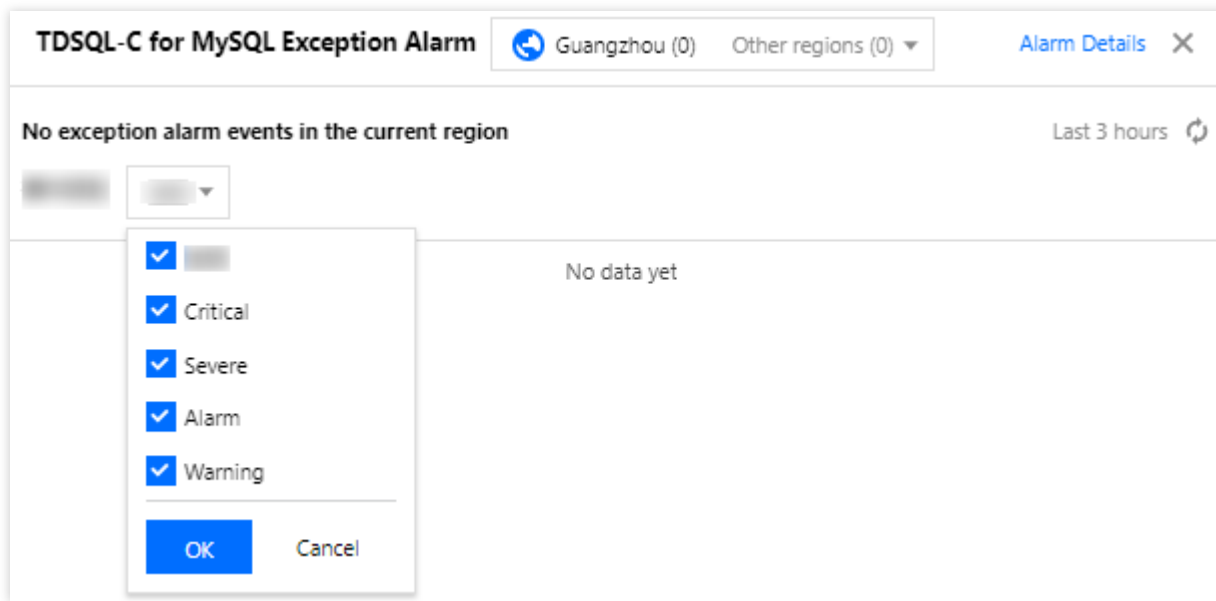 TDSQL-C for MySQL Exception Alarm Guangzhou (0) Other regions (0) Alarm Details
No exception alarm events in the current region Last 3 hours
No data yet
Critical
Severe
Alarm
Warning
OK Cancel